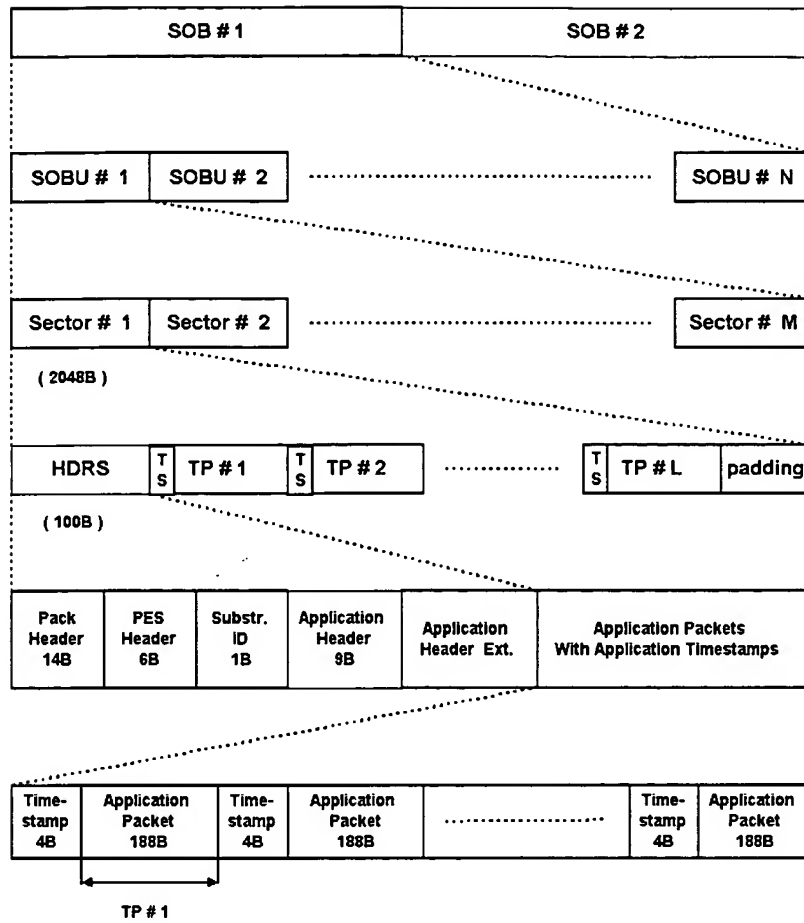 SOB # 1 SOB # 2
SOBU # 1 SOBU # 2 SOBU # N
Sector # 1 Sector # 2 Sector # M
( 2048B )
HDRS T S TP # 1 T S TP # 2 T S TP # L padding
( 100B )
Pack Header 14B
PES Header 6B
Substr. ID 1B
Application Header 9B
Application Header Ext.
Application Packets With Application Timestamps
Time- stamp 4B
Application Packet 188B
Time- stamp 4B
Application Packet 188B
Time- stamp 4B
Application Packet 188B
TP # 1